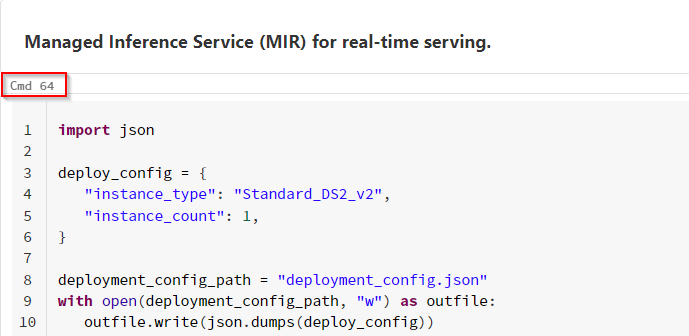 Managed Inference Service (MIR) for real-time serving.
Cmd 64
1 import json
2
3 deploy_config = {
4 "instance_type": "Standard_DS2_v2",
5 "instance_count": 1,
6 }
7
8 deployment_config_path = "deployment_config.json"
9 with open(deployment_config_path, "w") as outfile:
10 outfile.write(json.dumps(deploy_config))